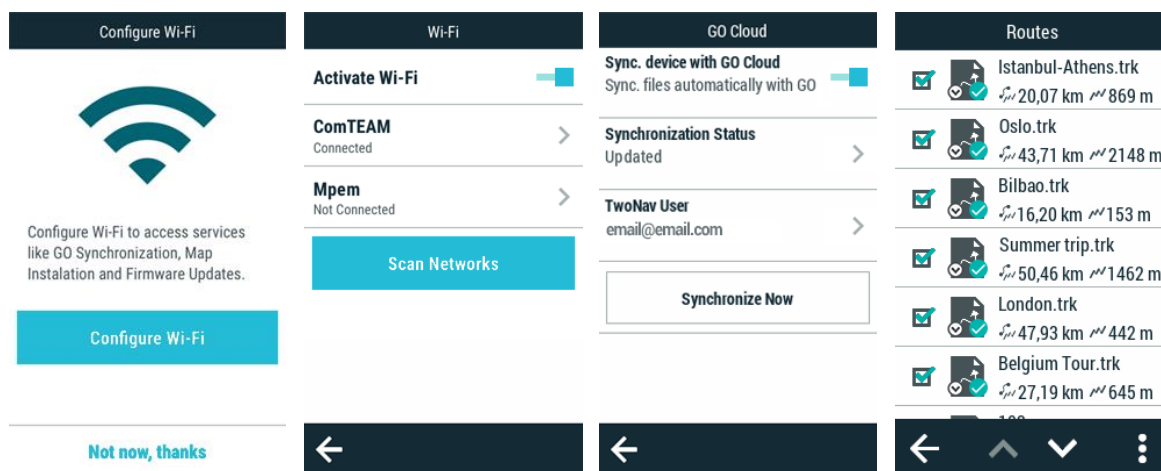 Configure Wi-Fi
Configure Wi-Fi to access services
like GO Synchronization, Map
Instalation and Firmware Updates.
Configure Wi-Fi
Not now, thanks
Wi-Fi
Activate Wi-Fi
ComTEAM
Connected
Mpem
Not Connected
Scan Networks
GO Cloud
Sync. device with GO Cloud
Sync. files automatically with GO
Synchronization Status
Updated
TwoNav User
email@email.com
Synchronize Now
Routes
Istanbul-Athens.trk
20,07 km 869 m
Oslo.trk
43,71 km 2148 m
Bilbao.trk
16,20 km 153 m
Summer trip.trk
50,46 km 1462 m
London.trk
47,93 km 442 m
Belgium Tour.trk
27,19 km 645 m